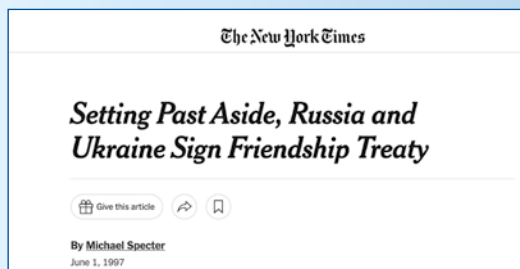 The New York Times
Setting Past Aside, Russia and
Ukraine Sign Friendship Treaty
Give this article
By Michael Specter
June 1, 1997